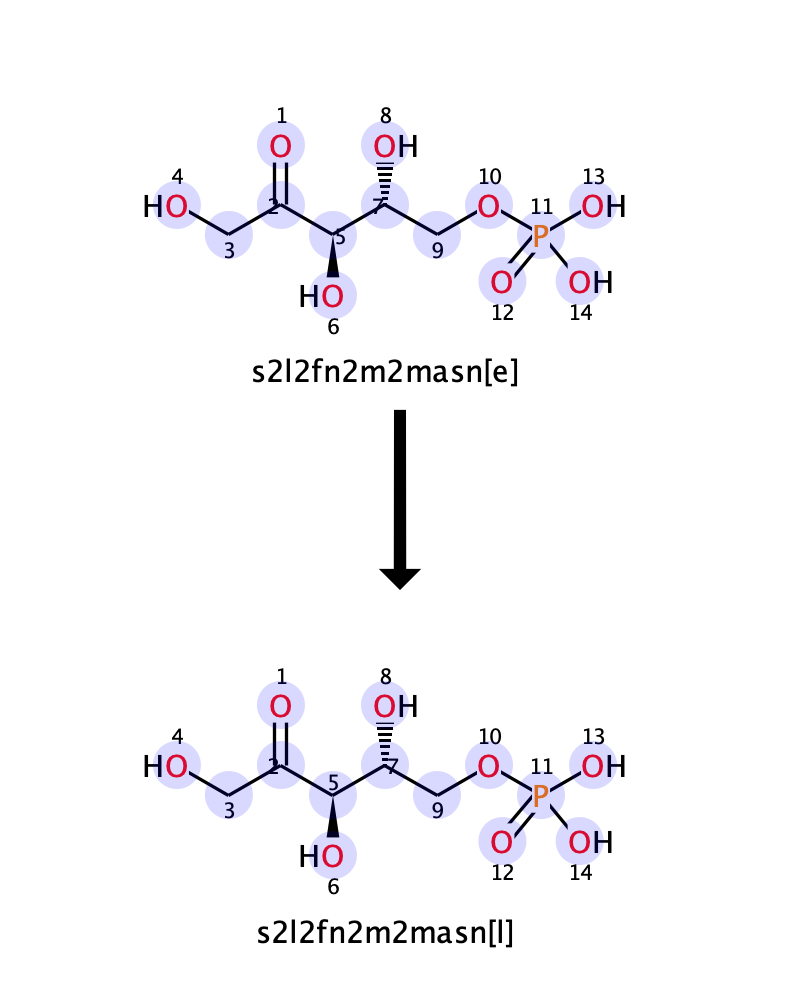 1 8
O OH
4 10 13
HO 2 7 O 11 OH
3 5 9 P
HO O OH
6 12 14
s2l2fn2m2masn[e]
1 8
O OH
4 10 13
HO 2 7 O 11 OH
3 5 9 P
HO O OH
6 12 14
s2l2fn2m2masn[l]